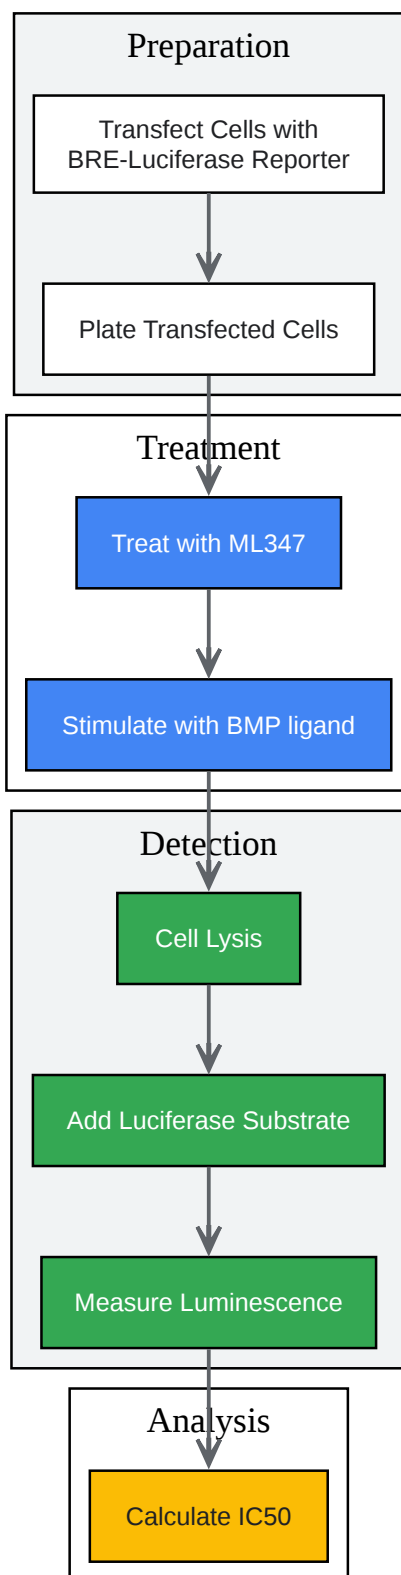 Preparation
Transfect Cells with
BRE-Luciferase Reporter
Plate Transfected Cells
Treatment
Treat with ML347
Stimulate with BMP ligand
Detection
Cell Lysis
Add Luciferase Substrate
Measure Luminescence
Analysis
Calculate IC50